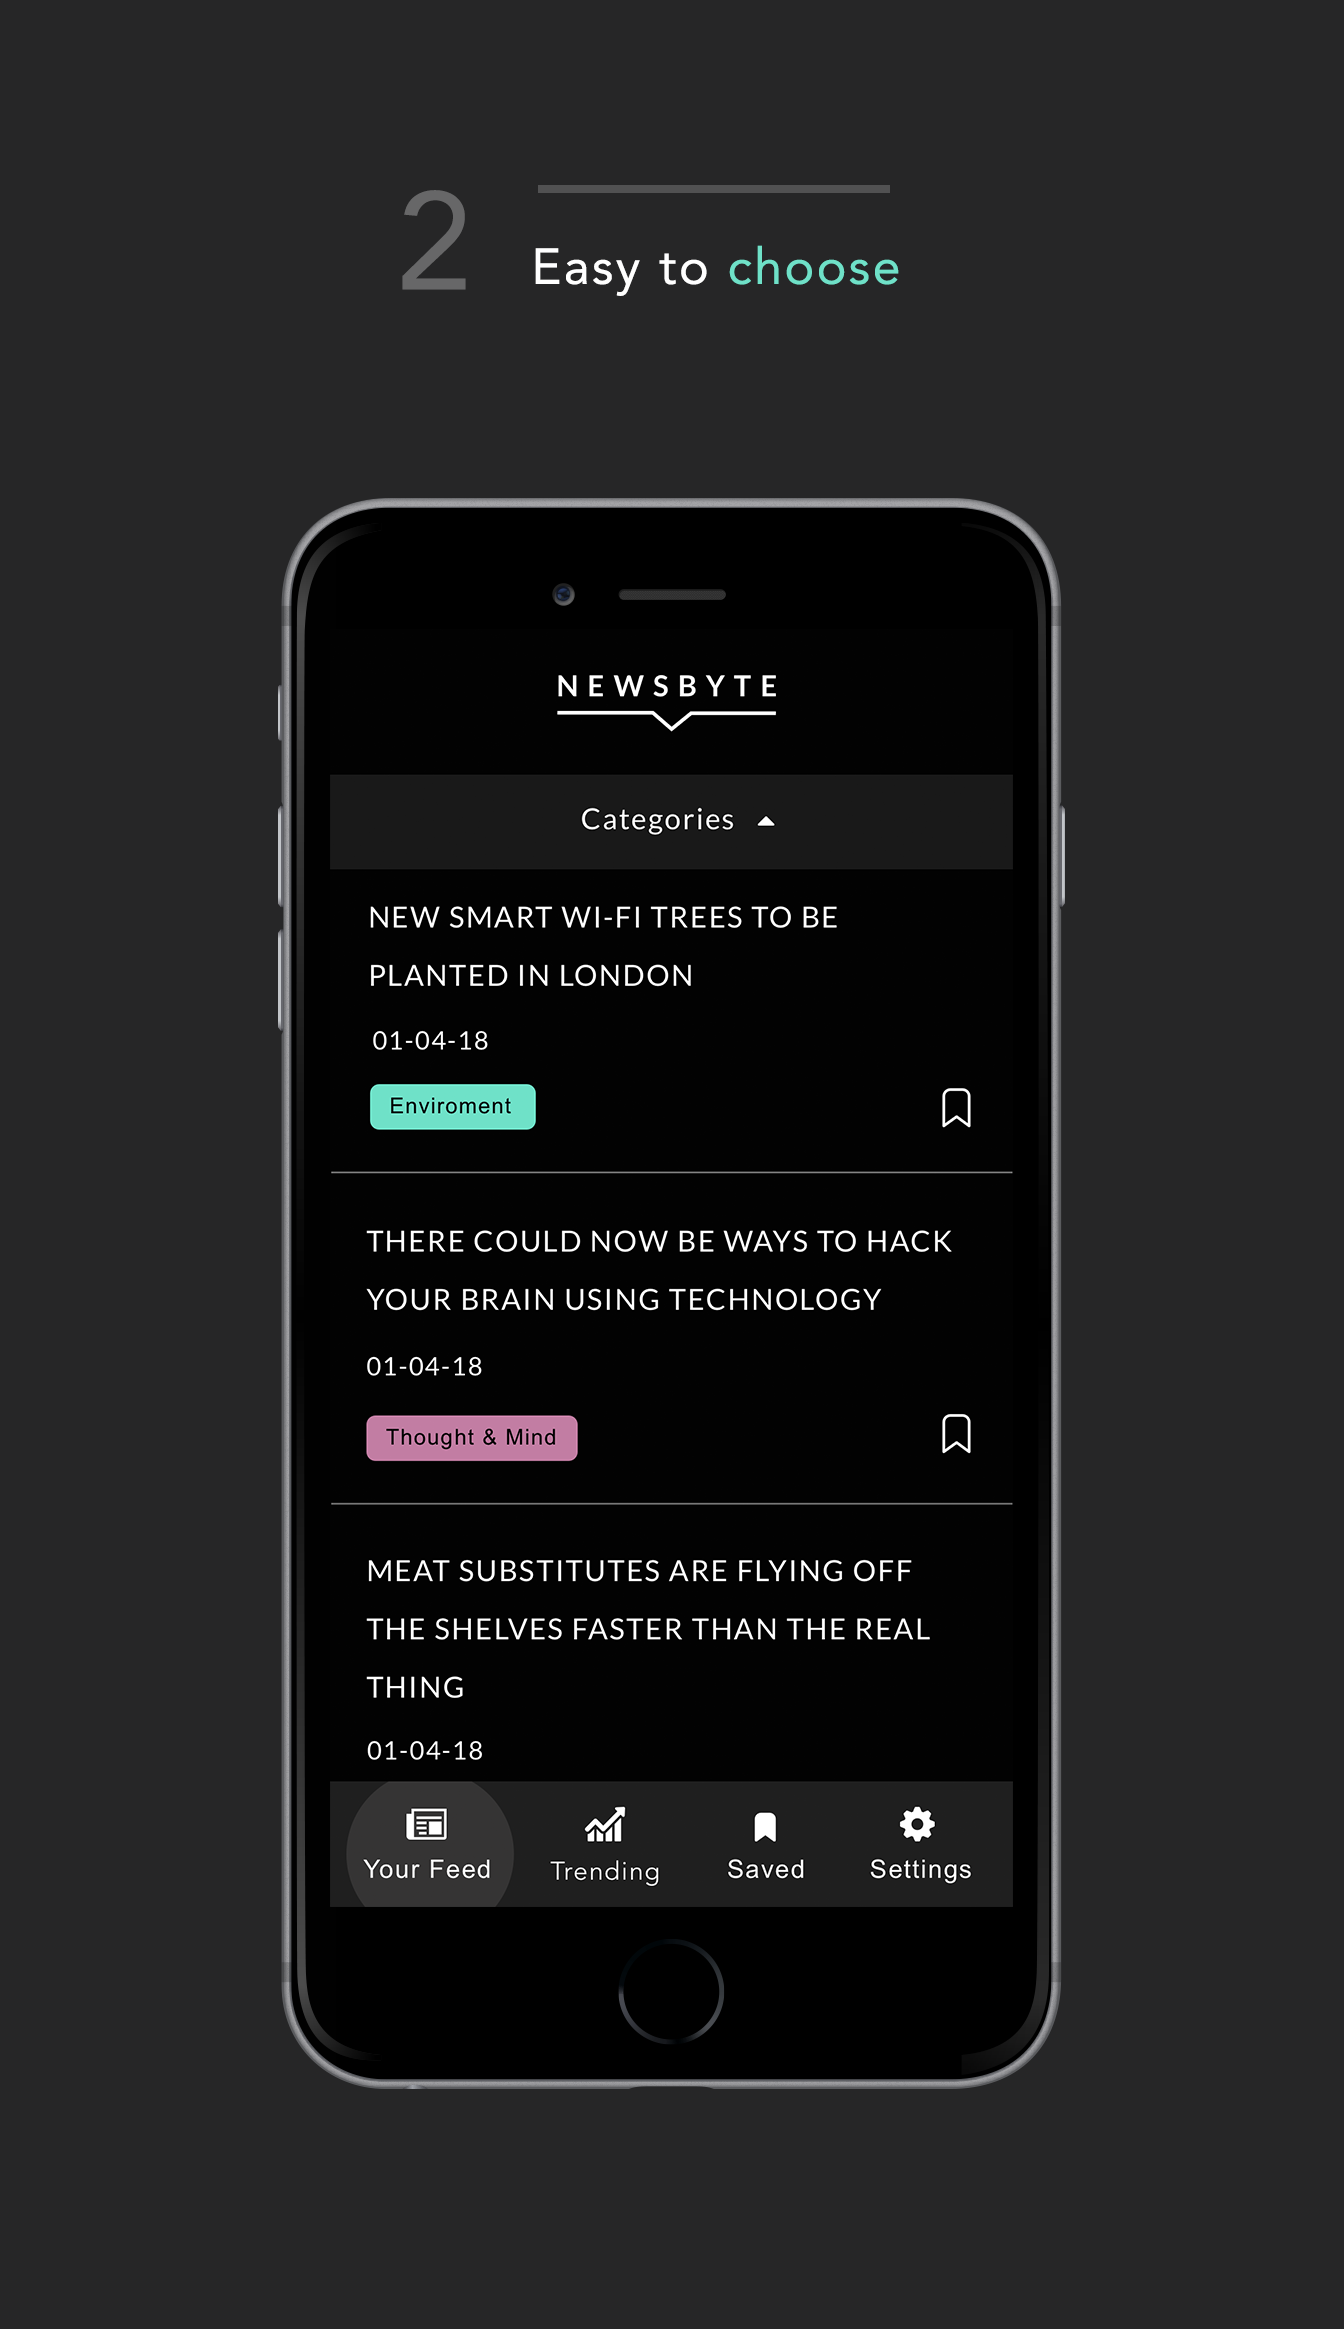 2
Easy to choose
NEWSBYTE
Categories
NEW SMART WI-FI TREES TO BE
PLANTED IN LONDON
01-04-18
Enviroment
THERE COULD NOW BE WAYS TO HACK
YOUR BRAIN USING TECHNOLOGY
01-04-18
Thought & Mind
MEAT SUBSTITUTES ARE FLYING OFF
THE SHELVES FASTER THAN THE REAL
THING
01-04-18
Your Feed Trending Saved Settings